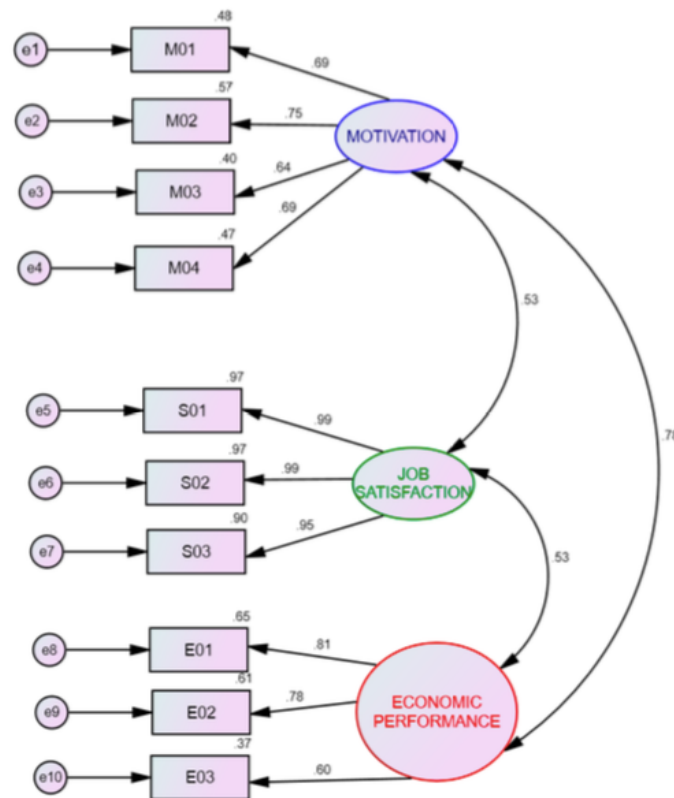 .48
e1
M01
.69
.57
e2
M02
.75
MOTIVATION
.40
e3
M03
.64
.69
.47
e4
M04
.53
.78
.97
e5
S01
.99
.97
e6
S02
.99
JOB
SATISFACTION
.90
e7
S03
.95
.53
.65
e8
E01
.81
.61
e9
E02
.78
ECONOMIC
PERFORMANCE
.37
e10
E03
.60